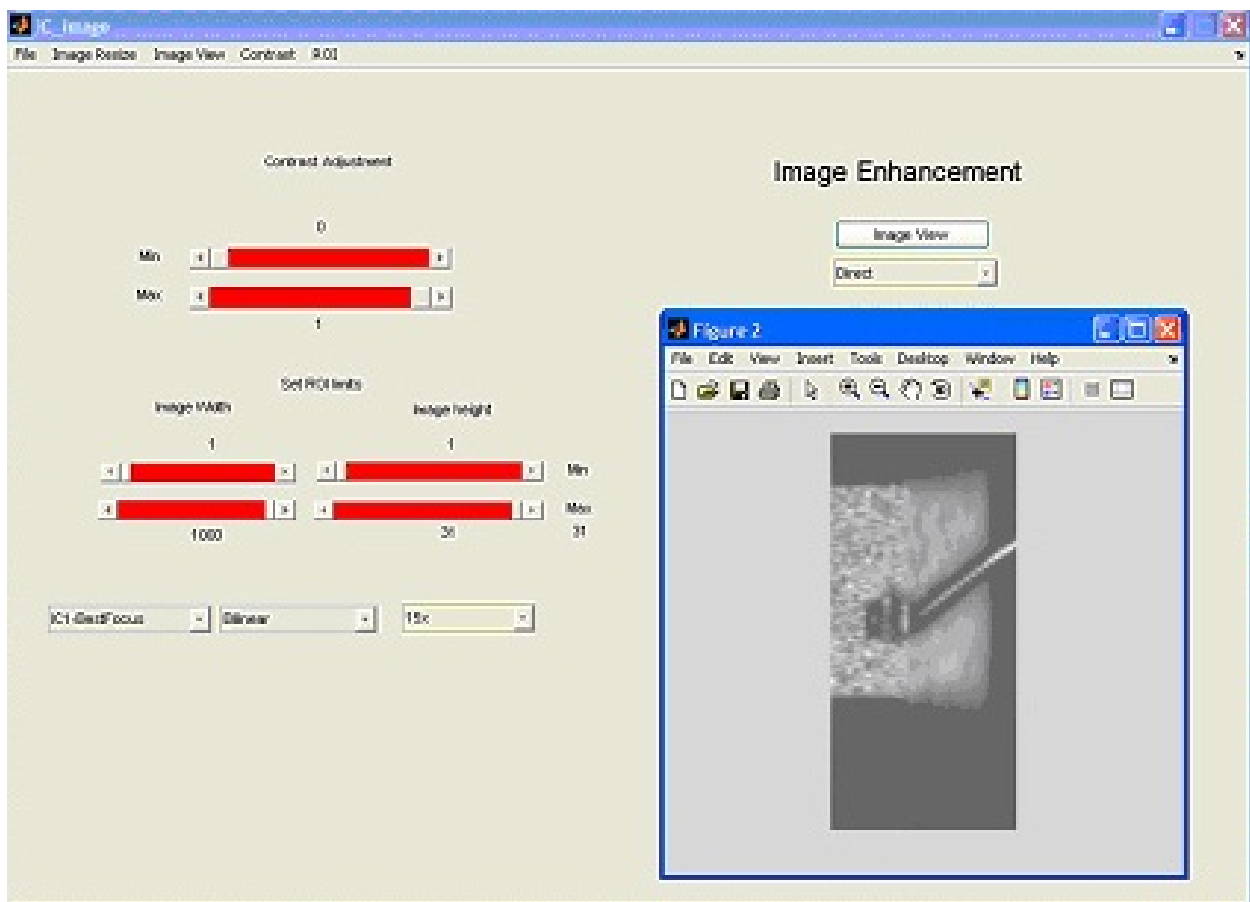 IC_Image
File Image Resize Image View Contrast ROI
Contrast Adjustment
Image Enhancement
0
Image View
Min
Direct
Max
1
Figure 2
File Edit View Insert Tools Desktop Window Help
Set ROI limits
Image Width
Image height
1
1
Min
Max
1000
31
31
IC1-BestFocus Bilinear 15x